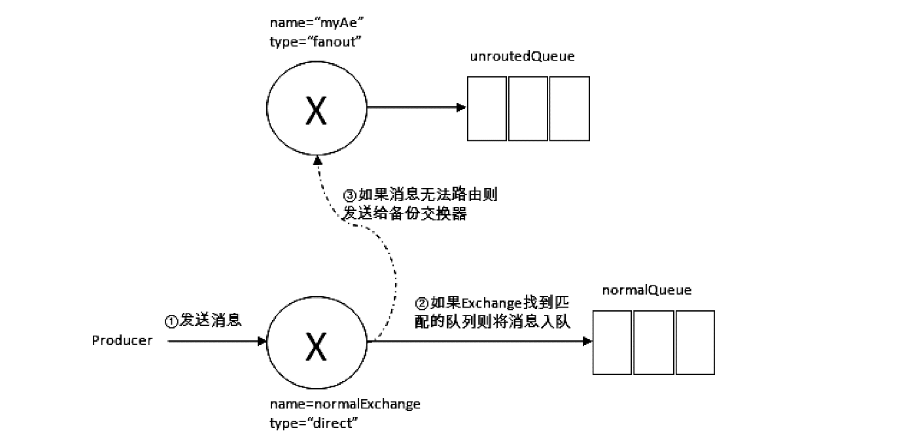 name=“myAe”
type=“fanout”
unroutedQueue
X
③如果消息无法路由则
发送给备份交换器
normalQueue
②如果Exchange找到匹
配的队列则将消息入队
①发送消息
Producer
X
name=normalExchange
type=“direct”